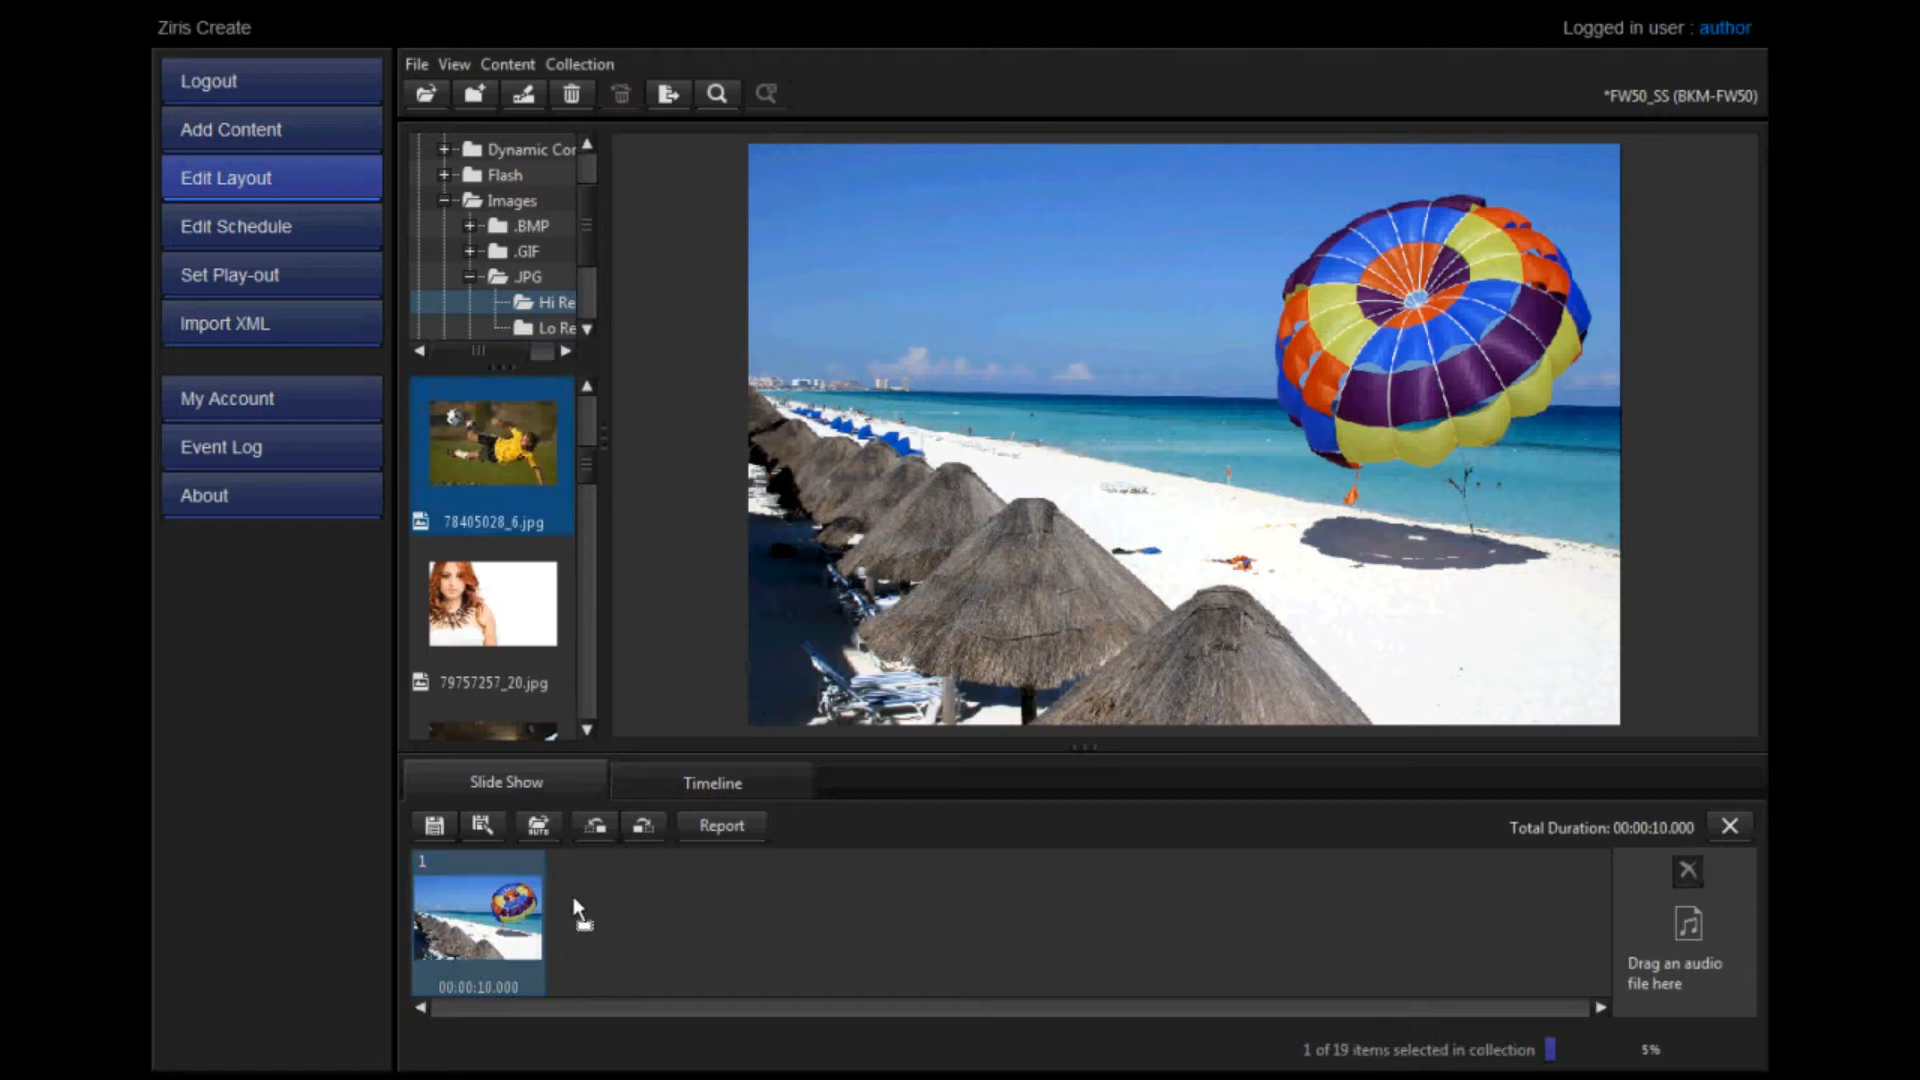 Ziris Create
Logged in user : author
Logout
Add Content
Edit Layout
Edit Schedule
Set Play-out
Import XML
My Account
Event Log
About
File View Content Collection
*FW50_SS (BKM-FW50)
Dynamic Cor
Flash
Images
.BMP
.GIF
JPG
Hi Re
Lo Re
78405028_6.jpg
79757257_20.jpg
Slide Show
Timeline
AUTO
Report
Total Duration: 00:00:10.000
1
00:00:10.000
Drag an audio
file here
1 of 19 items selected in collection
5%